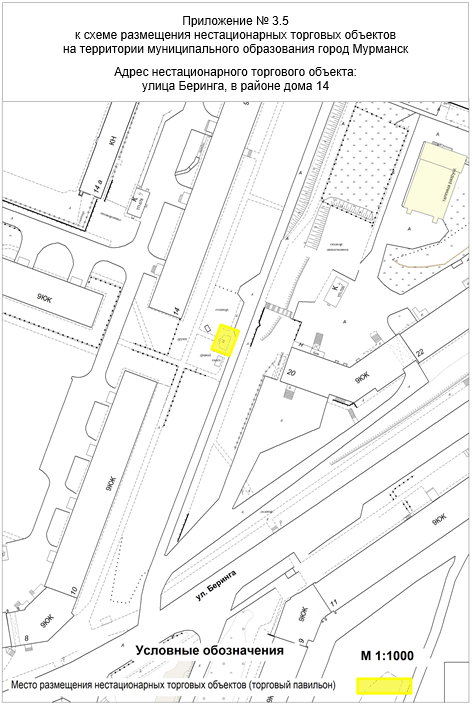 Приложение № 3.5
к схеме размещения нестационарных торговых объектов
на территории муниципального образования город Мурманск
Адрес нестационарного торгового объекта:
улица Беринга, в районе дома 14
КН
14 а
К
9ЮК
14
К
Н
20
9ЮК
22
9ЮК
9ЮК
10
8
ул. Беринга
9ЮК
11
9
Условные обозначения
М 1:1000
Место размещения нестационарных торговых объектов (торговый павильон)